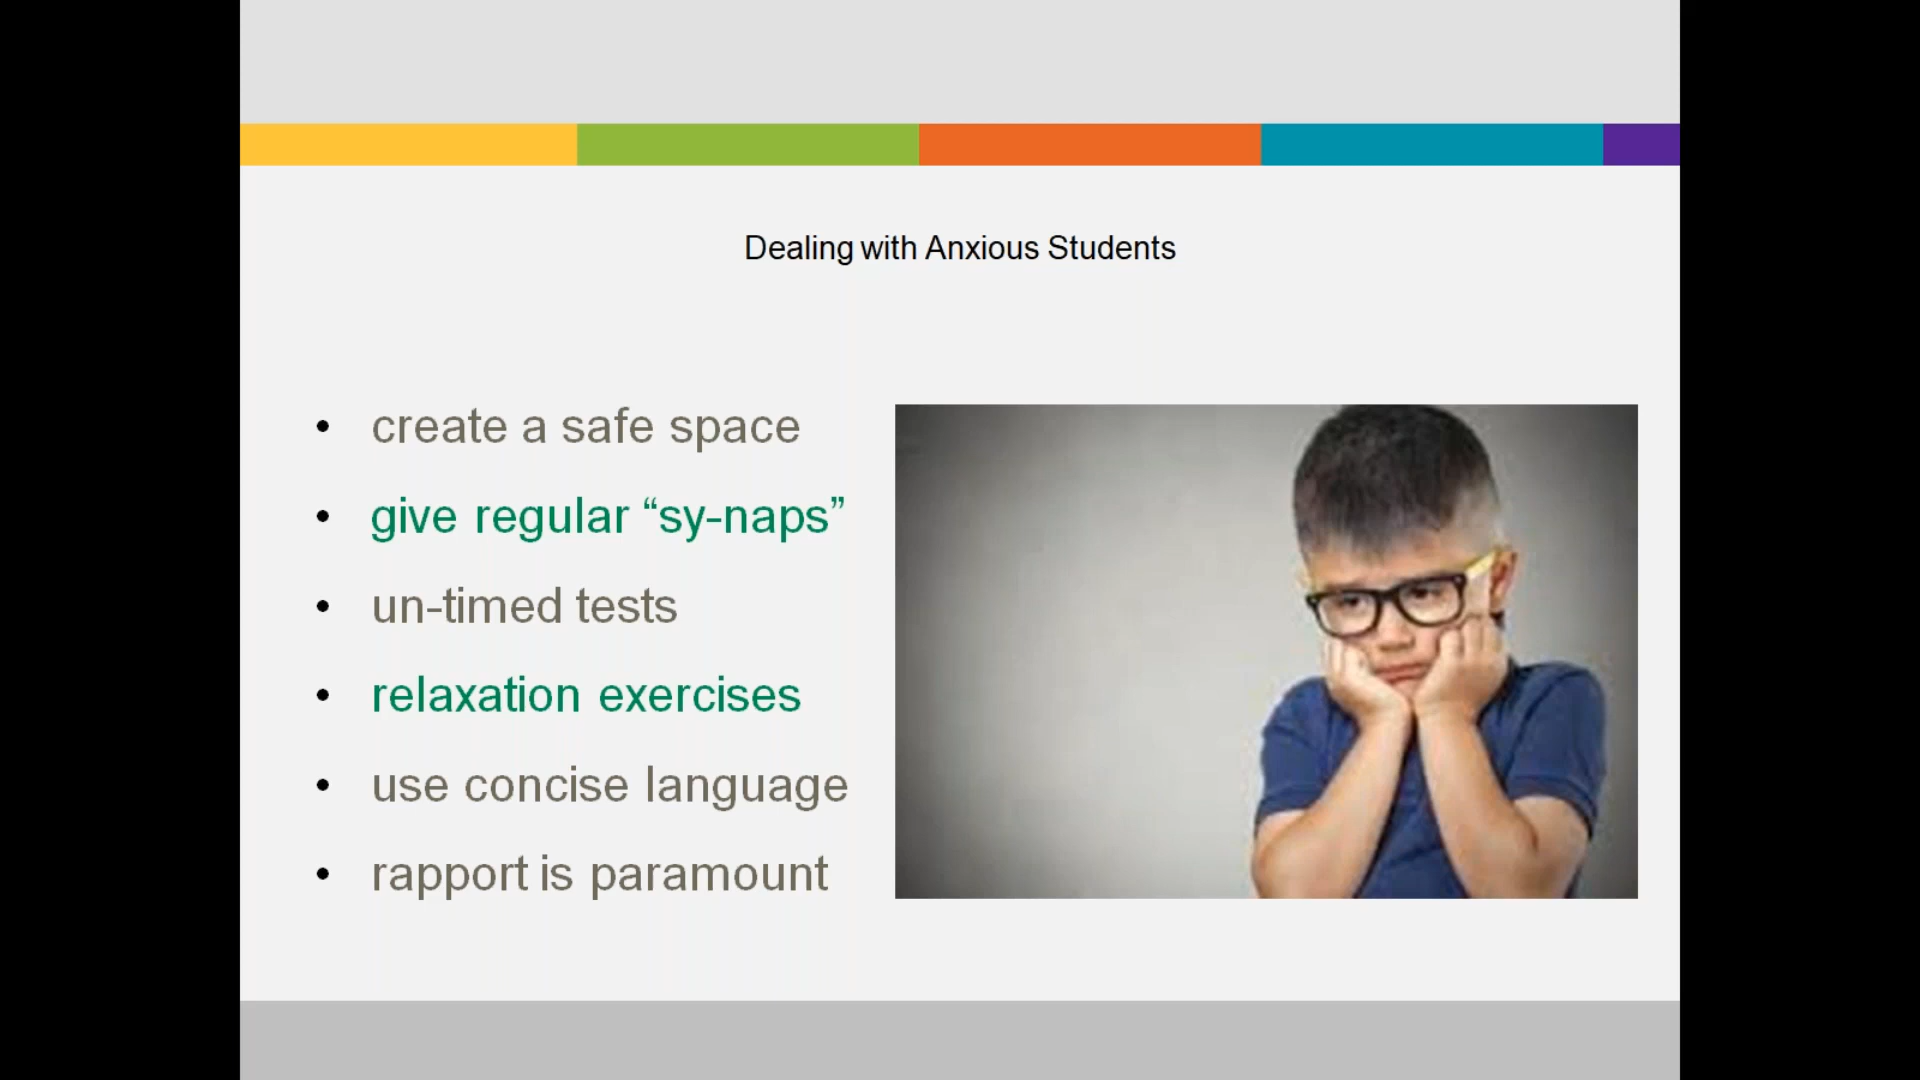 Dealing with Anxious Students
• create a safe space
• give regular “sy-naps”
• un-timed tests
• relaxation exercises
• use concise language
• rapport is paramount